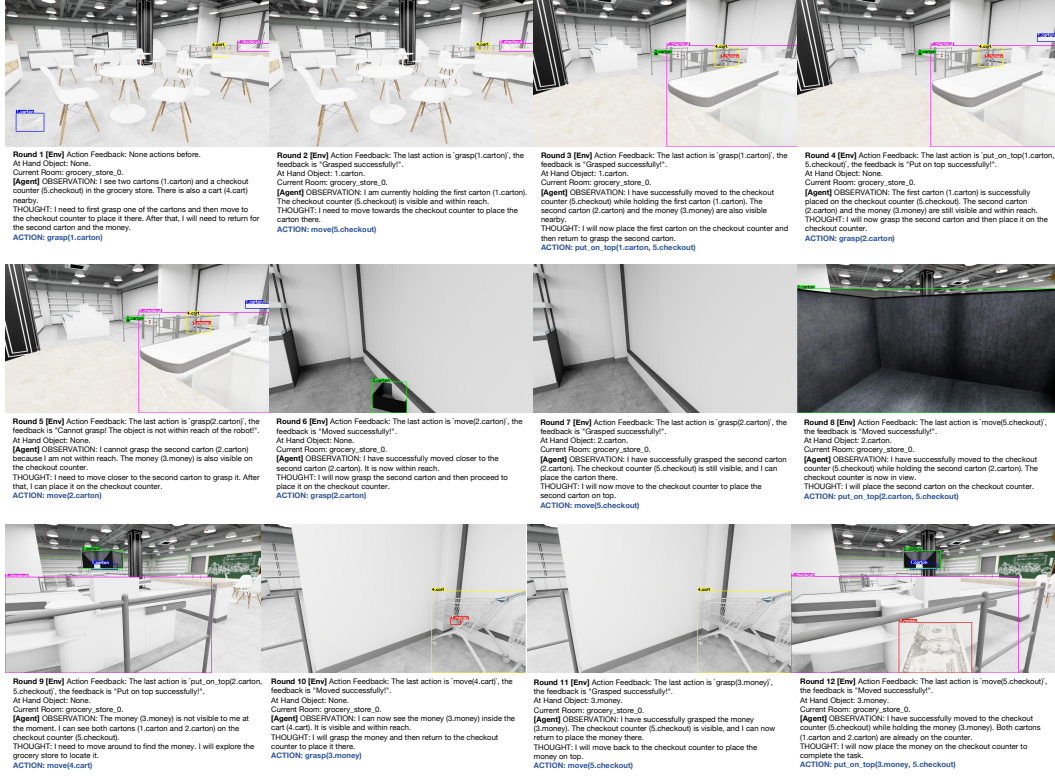 Round 1 [Env] Action Feedback: None actions before.
At Hand Object: None.
Current Room: grocery_store_0.
[Agent] OBSERVATION: I see two cartons (1.carton) and a checkout
counter (5.checkout) in the grocery store. There is also a cart (4.cart)
nearby.
THOUGHT: I need to first grasp one of the cartons and then move to
the checkout counter to place it there. After that, I will need to return for
the second carton and the money.
ACTION: grasp(1.carton)
Round 2 [Env] Action Feedback: The last action is `grasp(1.carton)`, the
feedback is "Grasped successfully!".
At Hand Object: 1.carton.
Current Room: grocery_store_0.
[Agent] OBSERVATION: I am currently holding the first carton (1.carton).
The checkout counter (5.checkout) is visible and within reach.
THOUGHT: I need to move towards the checkout counter to place the
carton there.
ACTION: move(5.checkout)
Round 3 [Env] Action Feedback: The last action is `grasp(1.carton)`, the
feedback is "Grasped successfully!".
At Hand Object: 1.carton.
Current Room: grocery_store_0.
[Agent] OBSERVATION: I have successfully moved to the checkout
counter (5.checkout) while holding the first carton (1.carton). The
second carton (2.carton) and the money (3.money) are also visible
nearby.
THOUGHT: I will now place the first carton on the checkout counter and
then return to grasp the second carton.
ACTION: put_on_top(1.carton, 5.checkout)
Round 4 [Env] Action Feedback: The last action is `put_on_top(1.carton,
5.checkout)`, the feedback is "Put on top successfully!".
At Hand Object: None.
Current Room: grocery_store_0.
[Agent] OBSERVATION: The first carton (1.carton) is successfully
placed on the checkout counter (5.checkout). The second carton
(2.carton) and the money (3.money) are still visible and within reach.
THOUGHT: I will now grasp the second carton and then place it on the
checkout counter.
ACTION: grasp(2.carton)
Round 5 [Env] Action Feedback: The last action is `grasp(2.carton)`, the
feedback is "Cannot grasp! The object is not within reach of the robot!".
At Hand Object: None.
Current Room: grocery_store_0.
[Agent] OBSERVATION: I cannot grasp the second carton (2.carton)
because I am not within reach. The money (3.money) is also visible on
the checkout counter.
THOUGHT: I need to move closer to the second carton to grasp it. After
that, I can place it on the checkout counter.
ACTION: move(2.carton)
Round 6 [Env] Action Feedback: The last action is `move(2.carton)`, the
feedback is "Moved successfully!".
At Hand Object: None.
Current Room: grocery_store_0.
[Agent] OBSERVATION: I have successfully moved closer to the
second carton (2.carton). It is now within reach.
THOUGHT: I will now grasp the second carton and then proceed to
place it on the checkout counter.
ACTION: grasp(2.carton)
Round 7 [Env] Action Feedback: The last action is `grasp(2.carton)`, the
feedback is "Grasped successfully!".
At Hand Object: 2.carton.
Current Room: grocery_store_0.
[Agent] OBSERVATION: I have successfully grasped the second carton
(2.carton). The checkout counter (5.checkout) is still visible, and I can
place the carton there.
THOUGHT: I will now move to the checkout counter to place the
second carton on top.
ACTION: move(5.checkout)
Round 8 [Env] Action Feedback: The last action is `move(5.checkout)`,
the feedback is "Moved successfully!".
At Hand Object: 2.carton.
Current Room: grocery_store_0.
[Agent] OBSERVATION: I have successfully moved to the checkout
counter (5.checkout) while holding the second carton (2.carton). The
checkout counter is now in view.
THOUGHT: I will place the second carton on the checkout counter.
ACTION: put_on_top(2.carton, 5.checkout)
Round 9 [Env] Action Feedback: The last action is `put_on_top(2.carton,
5.checkout)`, the feedback is "Put on top successfully!".
At Hand Object: None.
Current Room: grocery_store_0.
[Agent] OBSERVATION: The money (3.money) is not visible to me at
the moment. I can see both cartons (1.carton and 2.carton) on the
checkout counter (5.checkout).
THOUGHT: I need to move around to find the money. I will explore the
grocery store to locate it.
ACTION: move(4.cart)
Round 10 [Env] Action Feedback: The last action is `move(4.cart)`, the
feedback is "Moved successfully!".
At Hand Object: None.
Current Room: grocery_store_0.
[Agent] OBSERVATION: I can now see the money (3.money) inside the
cart (4.cart). It is visible and within reach.
THOUGHT: I will grasp the money and then return to the checkout
counter to place it there.
ACTION: grasp(3.money)
Round 11 [Env] Action Feedback: The last action is `grasp(3.money)`,
the feedback is "Grasped successfully!".
At Hand Object: 3.money.
Current Room: grocery_store_0.
[Agent] OBSERVATION: I have successfully grasped the money
(3.money). The checkout counter (5.checkout) is visible, and I can now
return to place the money there.
THOUGHT: I will move back to the checkout counter to place the
money on top.
ACTION: move(5.checkout)
Round 12 [Env] Action Feedback: The last action is `move(5.checkout)`,
the feedback is "Moved successfully!".
At Hand Object: 3.money.
Current Room: grocery_store_0.
[Agent] OBSERVATION: I have successfully moved to the checkout
counter (5.checkout) while holding the money (3.money). Both cartons
(1.carton and 2.carton) are already on the counter.
THOUGHT: I will now place the money on the checkout counter to
complete the task.
ACTION: put_on_top(3.money, 5.checkout)